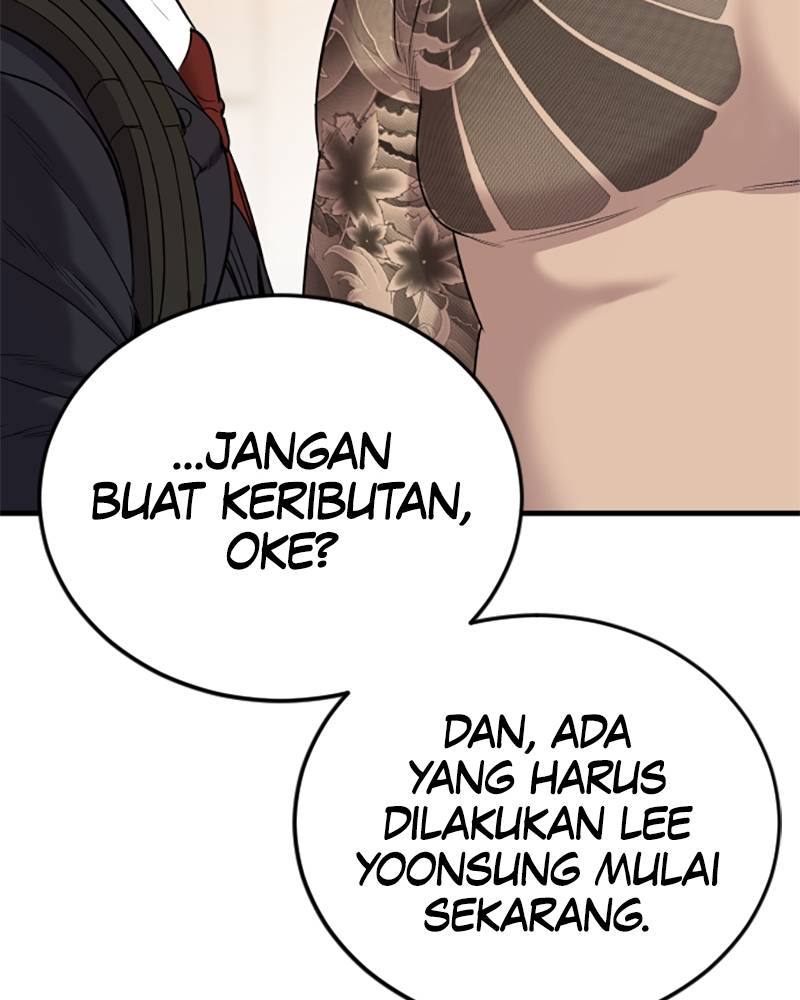 ...JANGAN
BUAT KERIBUTAN,
OKE?
DAN, ADA
YANG HARUS
DILAKUKAN LEE
YOONSUNG MULAI
SEKARANG.